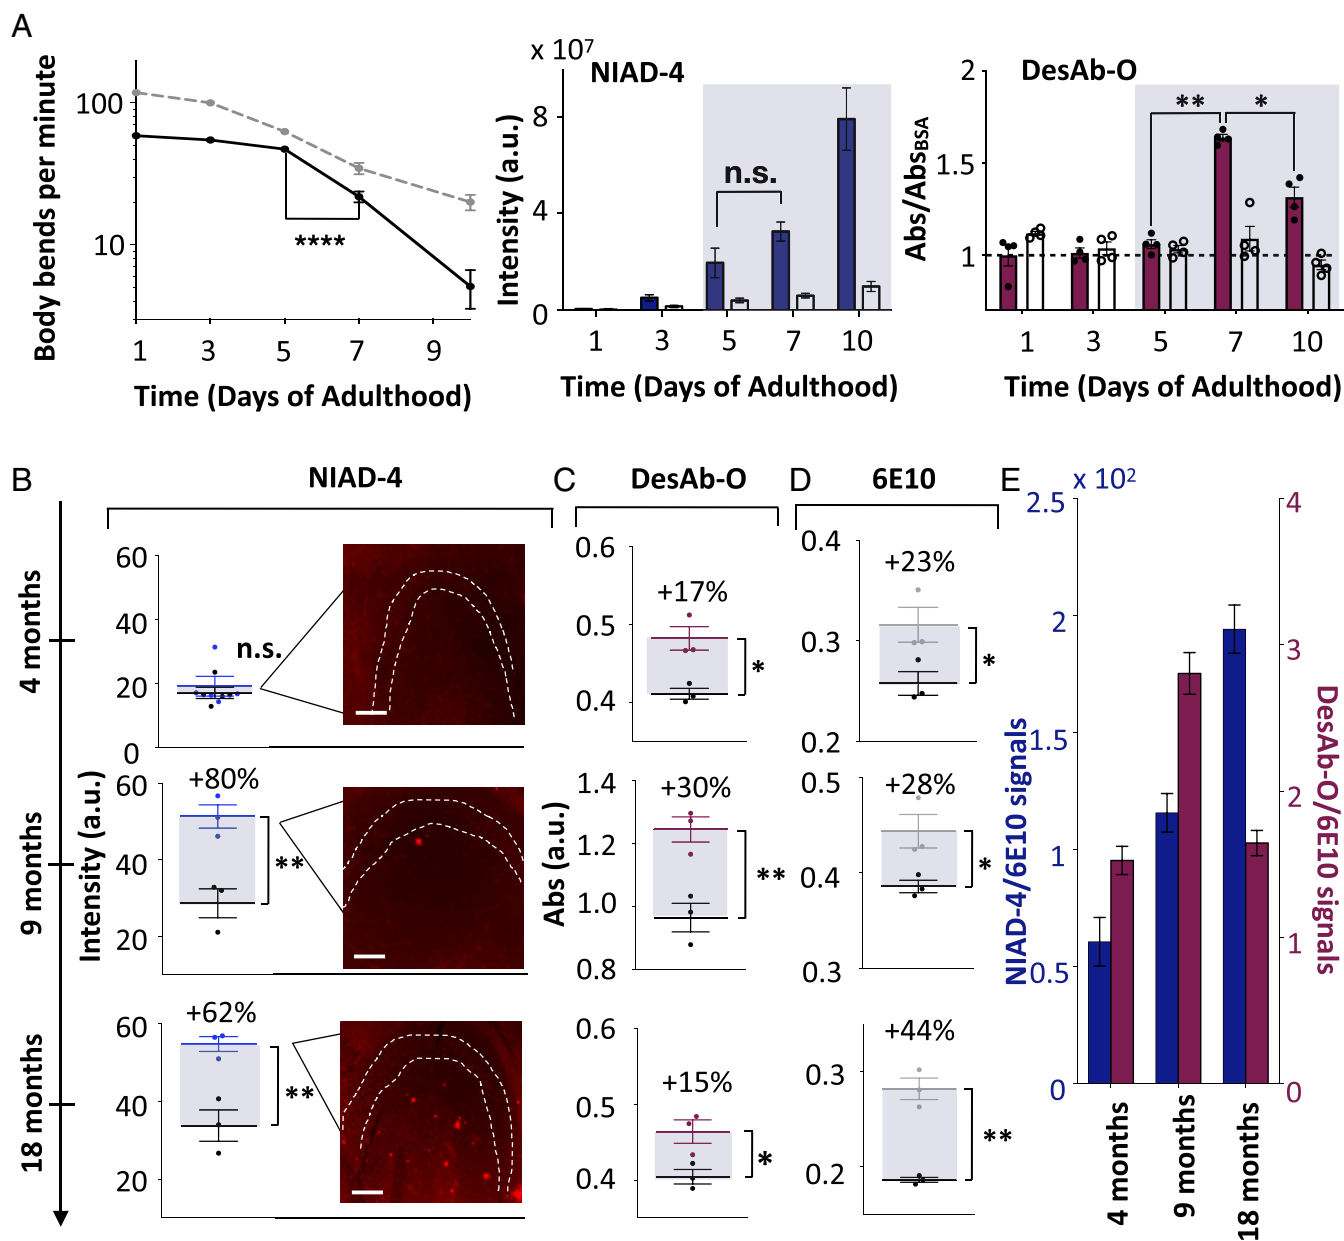 A
Body bends per minute
100
10
****
1 3 5 7 9
Time (Days of Adulthood)
x 10⁷
NIAD-4
Intensity (a.u.)
8
4
0
n.s.
1 3 5 7 10
Time (Days of Adulthood)
DesAb-O
Abs/Abs_BSA
2
1.5
1
** *
1 3 5 7 10
Time (Days of Adulthood)
B
NIAD-4
4 months
9 months
18 months
Intensity (a.u.)
60
40
20
0
n.s.
60
40
20
+80%
**
60
40
20
+62%
**
C
DesAb-O
Abs (a.u.)
0.6
0.5
0.4
+17%
*
1.4
1.2
1.0
0.8
+30%
**
0.6
0.5
0.4
+15%
*
D
6E10
0.4
0.3
0.2
+23%
*
0.5
0.4
0.3
+28%
*
0.3
0.2
+44%
**
E
x 10²
NIAD-4/6E10 signals
2.5
2
1.5
1
0.5
0
DesAb-O/6E10 signals
4
3
2
1
0
4 months
9 months
18 months